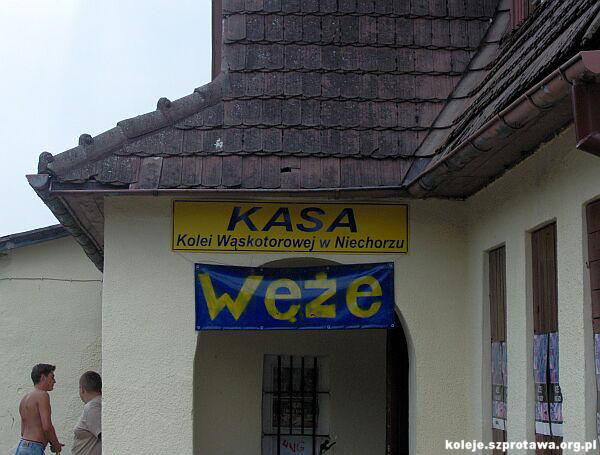 KASA
Kolei Wąskotorowej w Niechorzu
Węże
koleje.szprotawa.org.pl